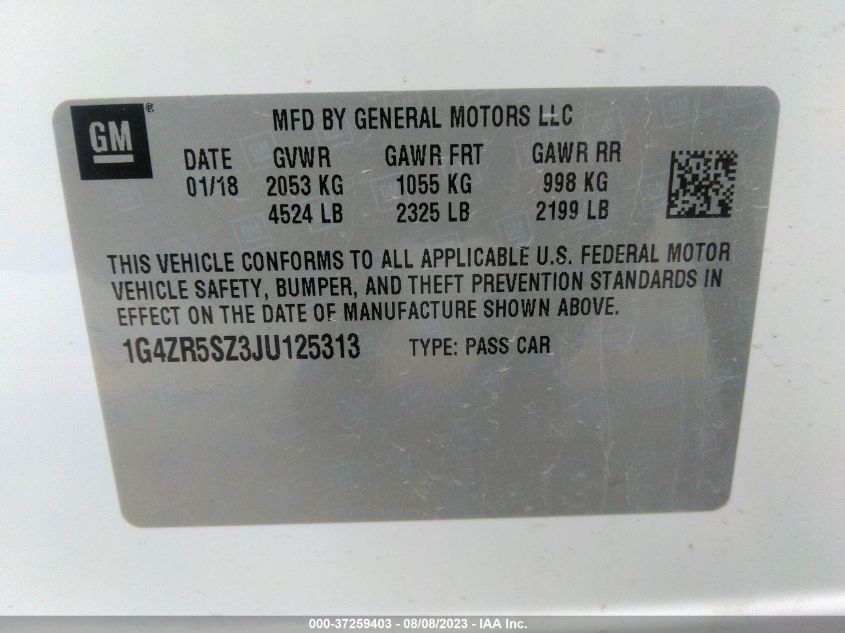 GM®
MFD BY GENERAL MOTORS LLC
DATE GVWR GAWR FRT GAWR RR
01/18 2053 KG 1055 KG 998 KG
4524 LB 2325 LB 2199 LB
THIS VEHICLE CONFORMS TO ALL APPLICABLE U.S. FEDERAL MOTOR
VEHICLE SAFETY, BUMPER, AND THEFT PREVENTION STANDARDS IN
EFFECT ON THE DATE OF MANUFACTURE SHOWN ABOVE.
1G4ZR5SZ3JU125313 TYPE: PASS CAR
000-37259403 - 08/08/2023 - IAA Inc.